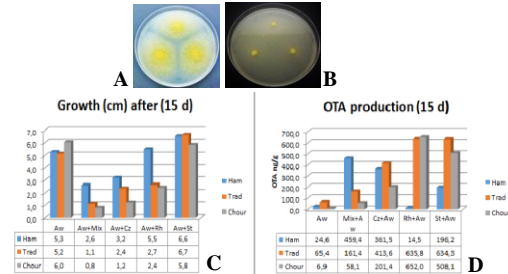 A
B
Growth (cm) after (15 d)
7,0
6,0
5,0
4,0
3,0
2,0
1,0
0,0
Aw Aw+Mix Aw+Cz Aw+Rh Aw+St
Ham 5,3 2,6 3,2 5,5 6,6
Trad 5,2 1,1 2,4 2,7 6,7
Chour 6,0 0,8 1,2 2,4 5,8
Ham
Trad
Chour
C
OTA production (15 d)
OTA ng/g
700,0
6000,0
500,0
400,0
300,0
200,0
100,0
0,0
Aw Mix+Aw Cz+Aw Rh+Aw St+Aw
Ham 24,6 459,4 361,5 14,5 196,2
Trad 65,4 161,4 413,6 635,8 634,3
Chour 6,9 58,1 201,4 652,0 508,1
Ham
Trad
Chour
D